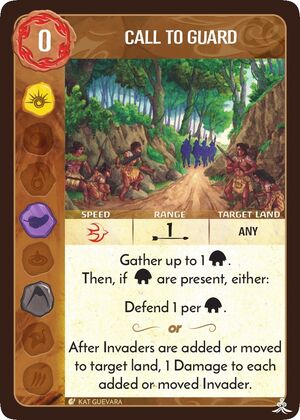 0
CALL TO GUARD
SPEED RANGE TARGET LAND
1 ANY
Gather up to 1 .
Then, if are present, either:
Defend 1 per .
or
After Invaders are added or moved
to target land, 1 Damage to each
added or moved Invader.
KAT GUEVARA